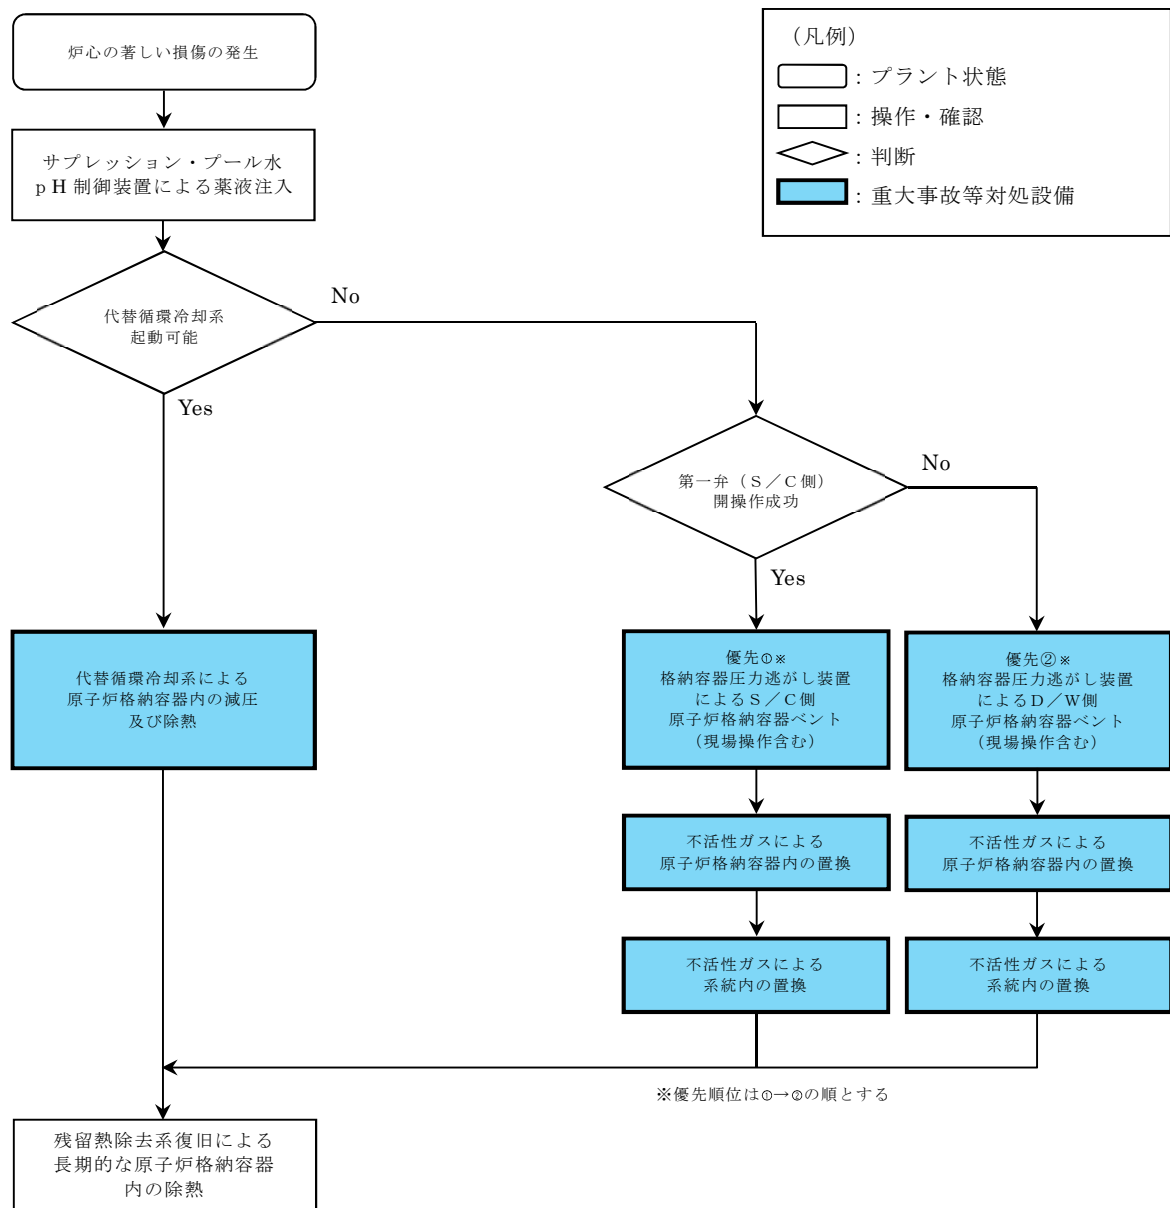 炉心の著しい損傷の発生
（凡例）
：プラント状態
：操作・確認
：判断
：重大事故等対処設備
サプレッション・プール水
ｐＨ制御装置による薬液注入
代替循環冷却系
起動可能
No
Yes
第一弁（Ｓ／Ｃ側）
開操作成功
No
Yes
代替循環冷却系による
原子炉格納容器内の減圧
及び除熱
優先①※
格納容器圧力逃がし装置
によるＳ／Ｃ側
原子炉格納容器ベント
（現場操作含む）
優先②※
格納容器圧力逃がし装置
によるＤ／Ｗ側
原子炉格納容器ベント
（現場操作含む）
不活性ガスによる
原子炉格納容器内の置換
不活性ガスによる
原子炉格納容器内の置換
不活性ガスによる
系統内の置換
不活性ガスによる
系統内の置換
※優先順位は①→②の順とする
残留熱除去系復旧による
長期的な原子炉格納容器
内の除熱